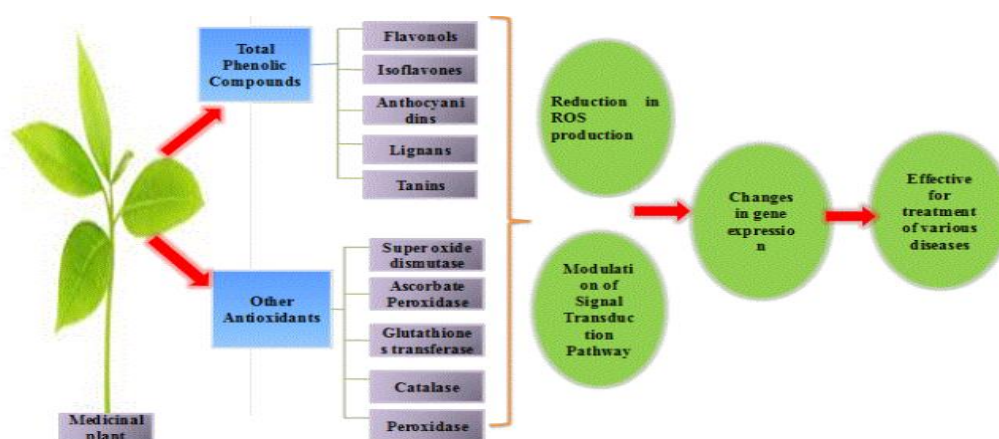 Total
Phenolic
Compounds
Flavonols
Isoflavones
Anthocyani
dins
Lignans
Tanins
Other
Antioxidants
Superoxide
dismutase
Ascorbate
Peroxidase
Glutathione
s transferase
Catalase
Peroxidase
Medicinal
plant
Reduction in
ROS
production
Modulati
on of
Signal
Transduc
tion
Pathway
Changes
in gene
expressio
n
Effective
for
treatment
of various
diseases